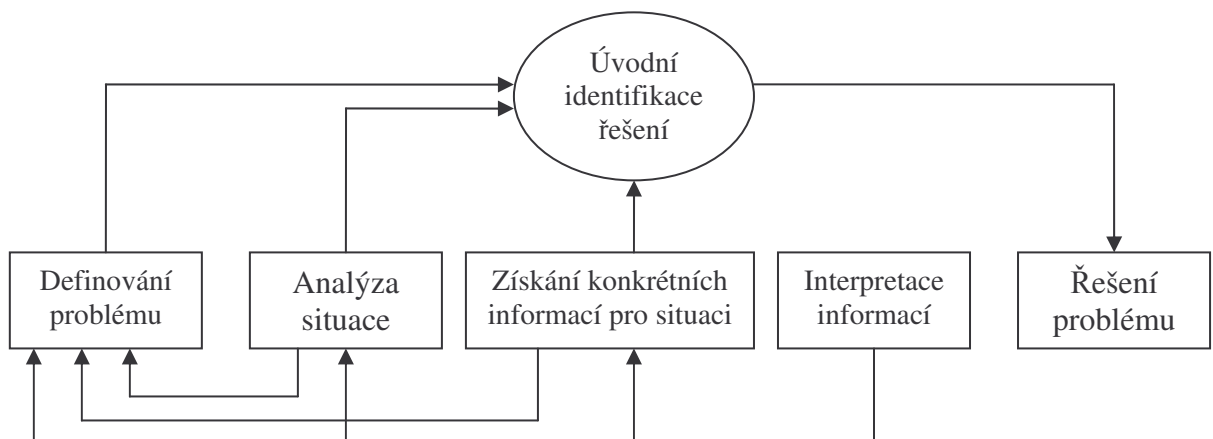 Úvodní
identifikace
řešení
Definování
problému
Analýza
situace
Získání konkrétních
informací pro situaci
Interpretace
informací
Řešení
problému